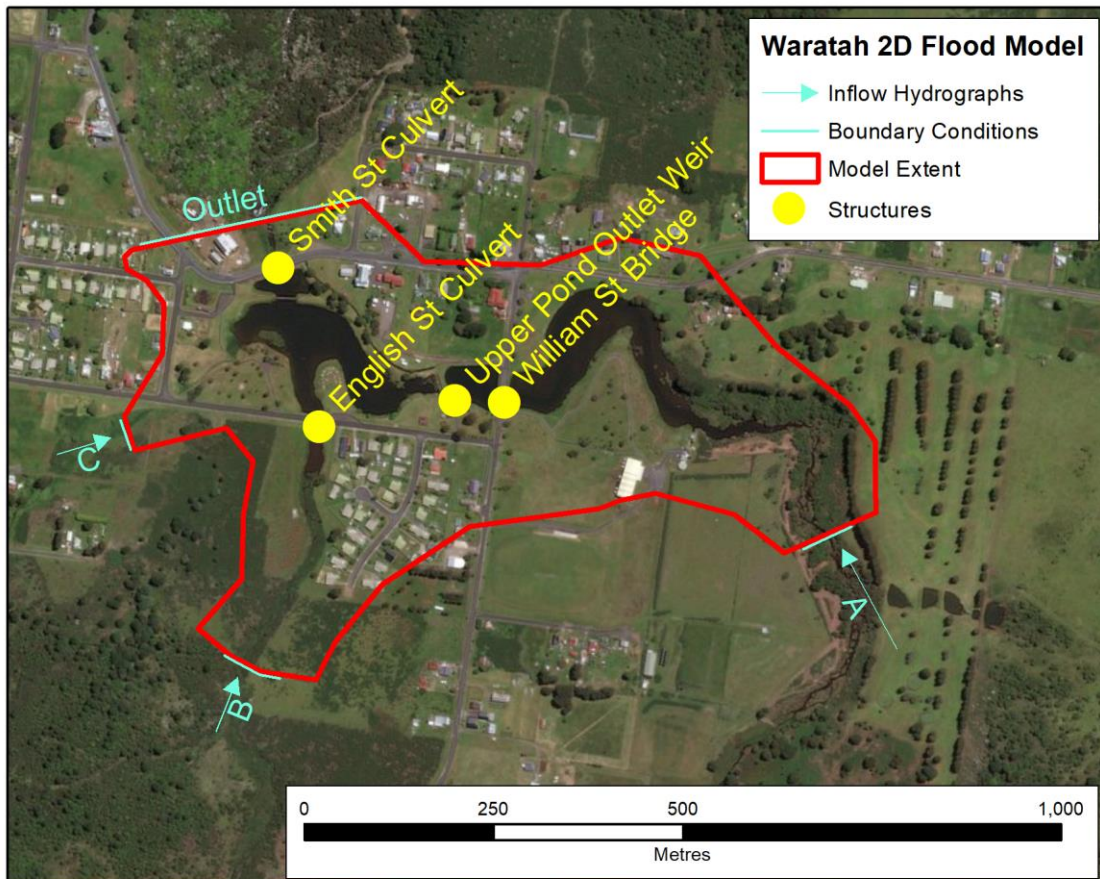 Waratah 2D Flood Model
Inflow Hydrographs
Boundary Conditions
Model Extent
Structures
Outlet
Smith St Culvert
English St Culvert
Upper Pond Outlet Weir
William St Bridge
C
B
A
0 250 500 1,000
Metres